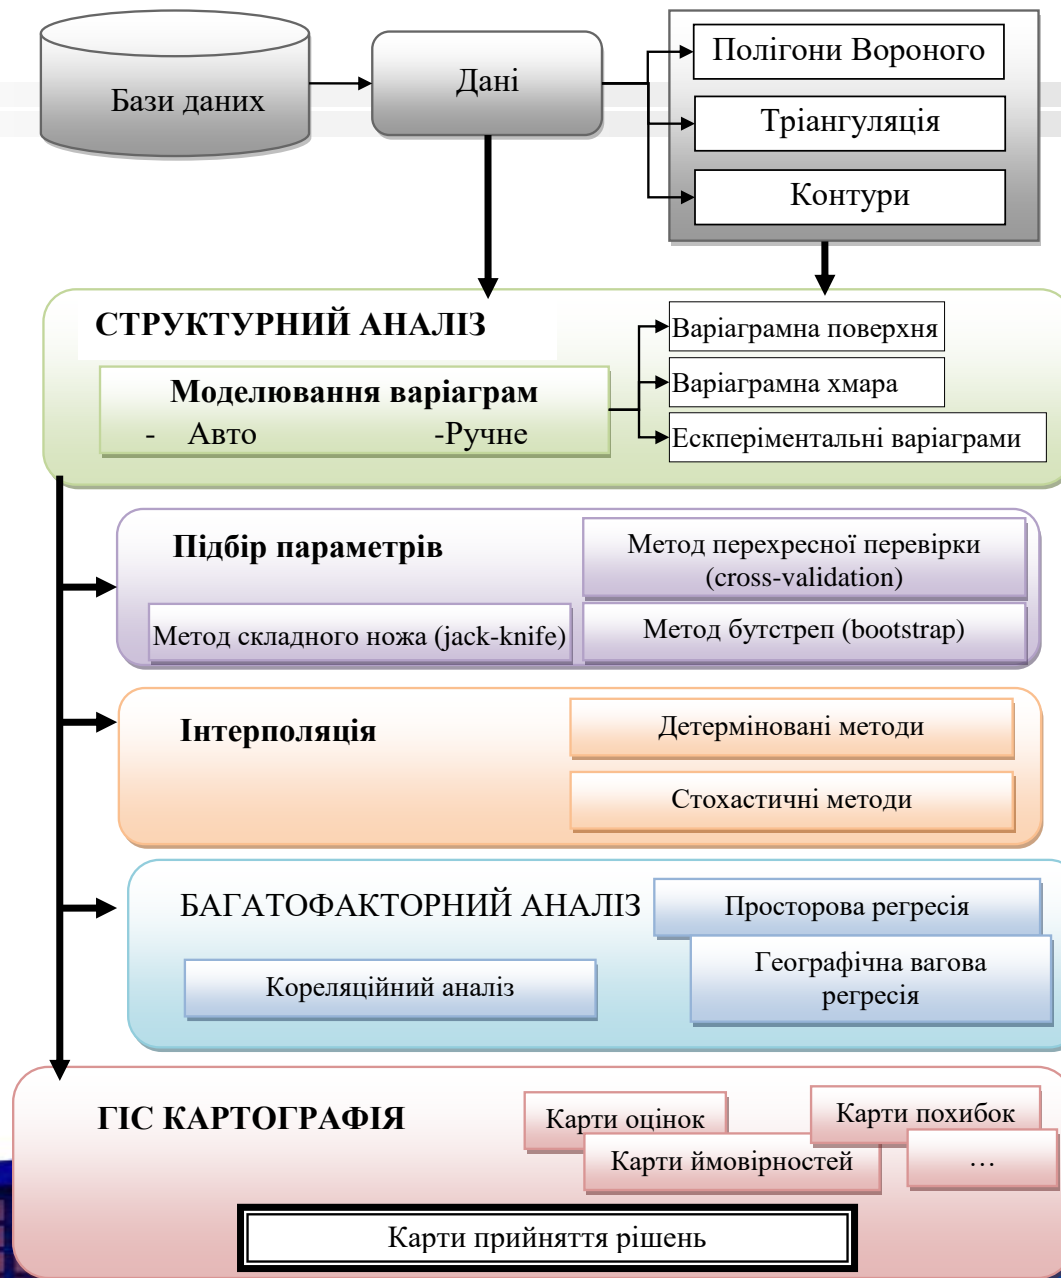 Бази даних
Дані
Полігони Вороного
Тріангуляція
Контури
СТРУКТУРНИЙ АНАЛІЗ
Моделювання варіаграм
- Авто -Ручне
Варіаграмна поверхня
Варіаграмна хмара
Ескперіментальні варіаграми
Підбір параметрів
Метод перехресної перевірки
(cross-validation)
Метод складного ножа (jack-knife)
Метод бутстреп (bootstrap)
Інтерполяція
Детерміновані методи
Стохастичні методи
БАГАТОФАКТОРНИЙ АНАЛІЗ
Просторова регресія
Географічна вагова
регресія
Кореляційний аналіз
ГІС КАРТОГРАФІЯ
Карти оцінок
Карти похибок
Карти ймовірностей
…
Карти прийняття рішень